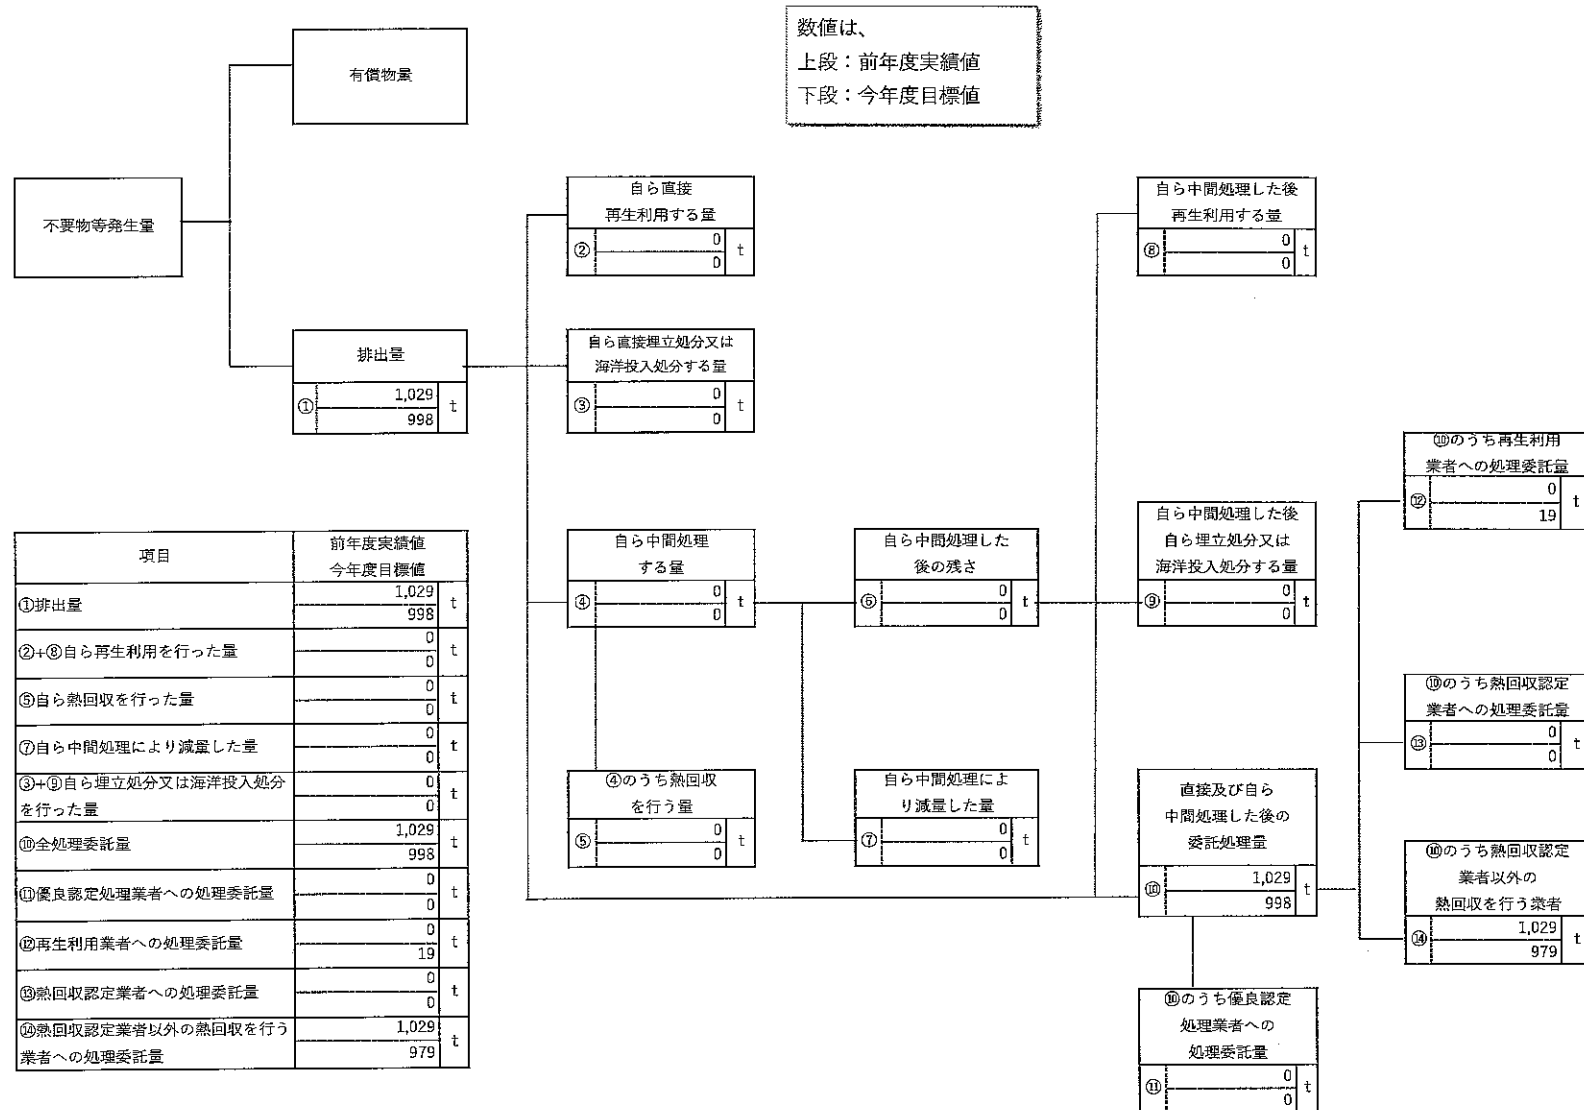 数値は、
上段：前年度実績値
下段：今年度目標値
有償物量
不要物等発生量
排出量
① 1,029 t
998
自ら直接
再生利用する量
② 0 t
0
自ら直接埋立処分又は
海洋投入処分する量
③ 0 t
0
自ら中間処理
する量
④ 0 t
0
④のうち熱回収
を行う量
⑤ 0 t
0
自ら中間処理した
後の残さ
⑥ 0 t
0
自ら中間処理によ
り減量した量
⑦ 0 t
0
自ら中間処理した後
再生利用する量
⑧ 0 t
0
自ら中間処理した後
自ら埋立処分又は
海洋投入処分する量
⑨ 0 t
0
直接及び自ら
中間処理した後の
委託処理量
⑩ 1,029 t
998
⑩のうち優良認定
処理業者への
処理委託量
⑪ 0 t
0
⑩のうち再生利用
業者への処理委託量
⑫ 0 t
19
⑩のうち熱回収認定
業者への処理委託量
⑬ 0 t
0
⑩のうち熱回収認定
業者以外の
熱回収を行う業者
⑭ 1,029 t
979
項目 前年度実績値
今年度目標値
①排出量 1,029 t
998
②+⑧自ら再生利用を行った量 0 t
0
⑤自ら熱回収を行った量 0 t
0
⑦自ら中間処理により減量した量 0 t
0
③+⑨自ら埋立処分又は海洋投入処分 0 t
を行った量 0
⑩全処理委託量 1,029 t
998
⑪優良認定処理業者への処理委託量 0 t
0
⑫再生利用業者への処理委託量 0 t
19
⑬熱回収認定業者への処理委託量 0 t
0
⑭熱回収認定業者以外の熱回収を行う 1,029 t
業者への処理委託量 979